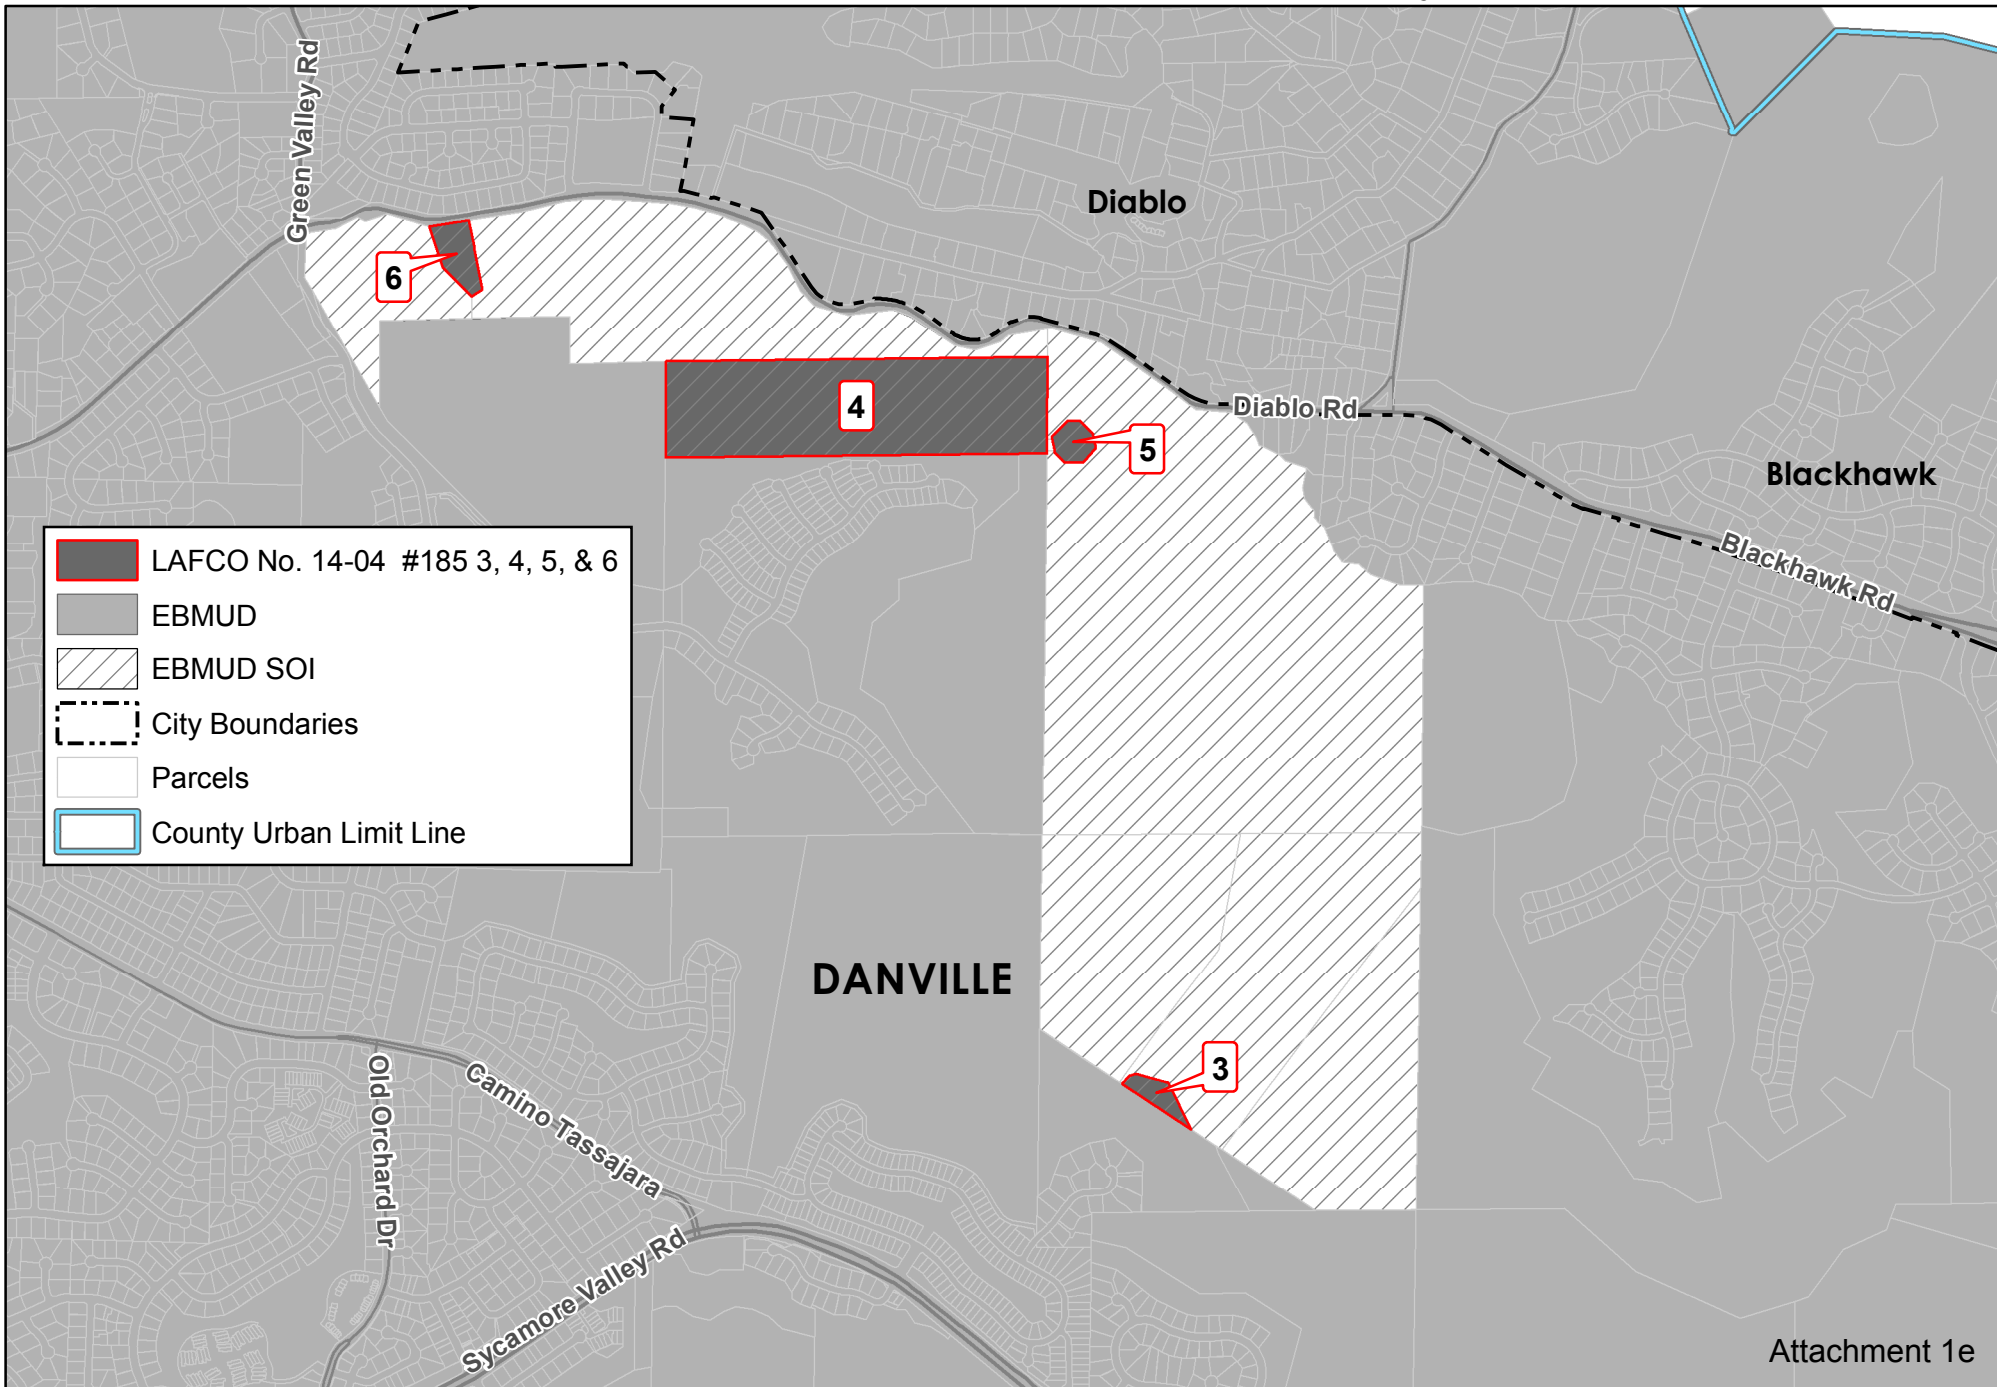 Green Valley Rd
Diablo
6
4
5
Diablo Rd
Blackhawk
Blackhawk Rd
LAFCO No. 14-04 #185 3, 4, 5, & 6
EBMUD
EBMUD SOI
City Boundaries
Parcels
County Urban Limit Line
DANVILLE
3
Old Orchard Dr
Camino Tassajara
Sycamore Valley Rd
Attachment 1e